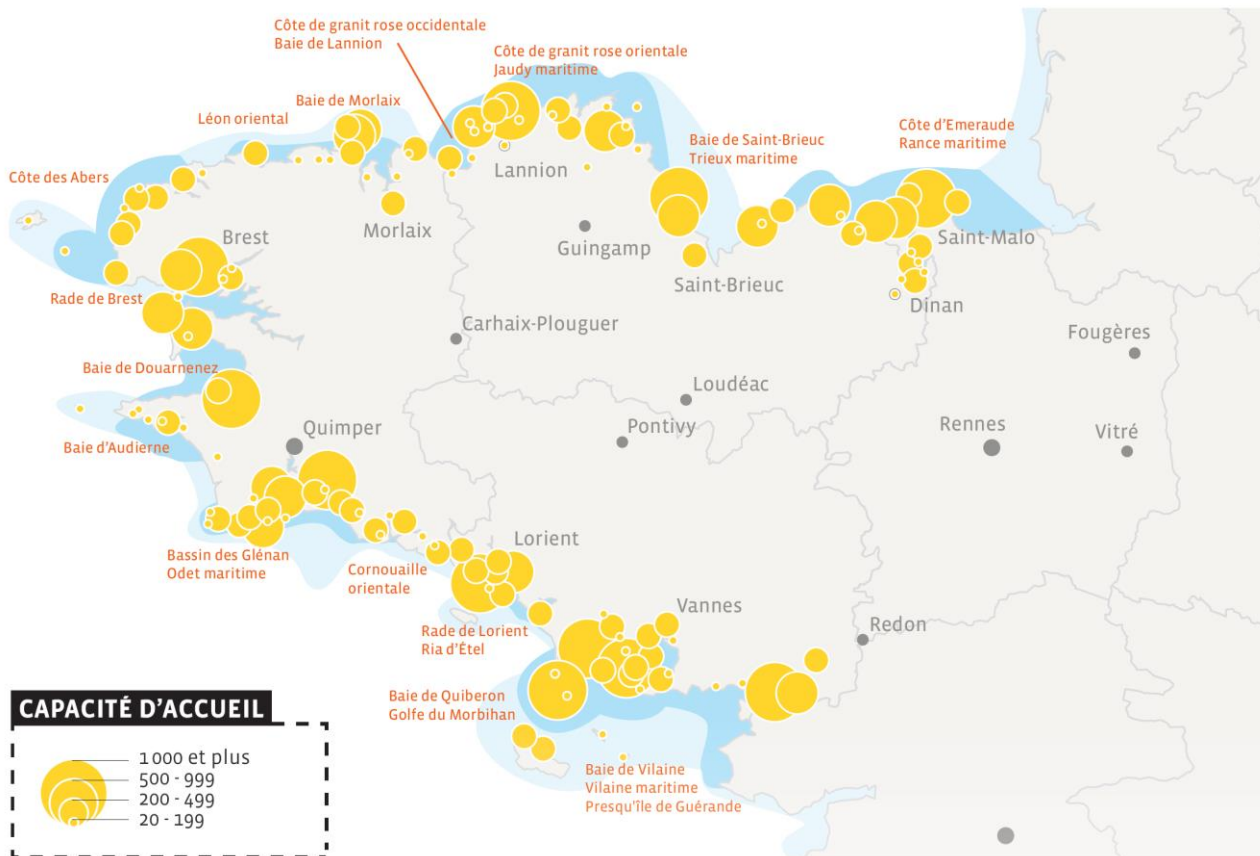 Côte de granit rose occidentale
Baie de Lannion
Côte de granit rose orientale
Jaudy maritime
Baie de Morlaix
Léon oriental
Baie de Saint-Brieuc
Trieux maritime
Côte d'Emeraude
Rance maritime
Côte des Abers
Lannion
Morlaix
Brest
Guingamp
Saint-Malo
Saint-Brieuc
Rade de Brest
Dinan
Carhaix-Plouguer
Fougères
Baie de Douarnenez
Loudéac
Quimper
Pontivy
Rennes
Vitré
Baie d'Audierne
Lorient
Bassin des Glénan
Odet maritime
Cornouaille
orientale
Vannes
Redon
Rade de Lorient
Ria d'Étel
Baie de Quiberon
Golfe du Morbihan
Baie de Vilaine
Vilaine maritime
Presqu'île de Guérande
CAPACITÉ D'ACCUEIL
1 000 et plus
500 - 999
200 - 499
20 - 199